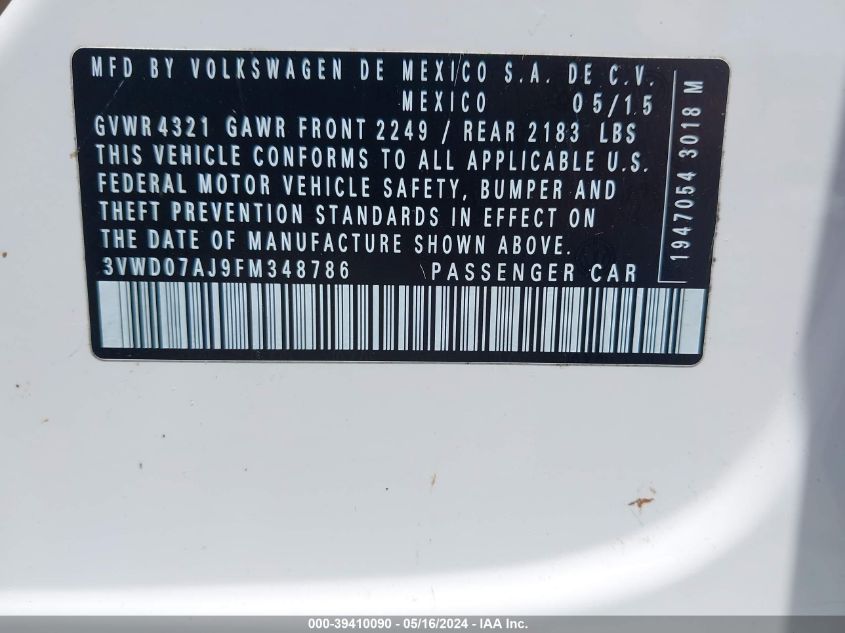 MFD BY VOLKSWAGEN DE MEXICO S.A. DE C.V.
MEXICO 05/15
GVWR 4321 GAWR FRONT 2249 / REAR 2183 LBS
THIS VEHICLE CONFORMS TO ALL APPLICABLE U.S.
FEDERAL MOTOR VEHICLE SAFETY, BUMPER AND
THEFT PREVENTION STANDARDS IN EFFECT ON
THE DATE OF MANUFACTURE SHOWN ABOVE.
3VWD07AJ9FM348786 PASSENGER CAR
1947054 3018 M
000-39410090 - 05/16/2024 - IAA Inc.